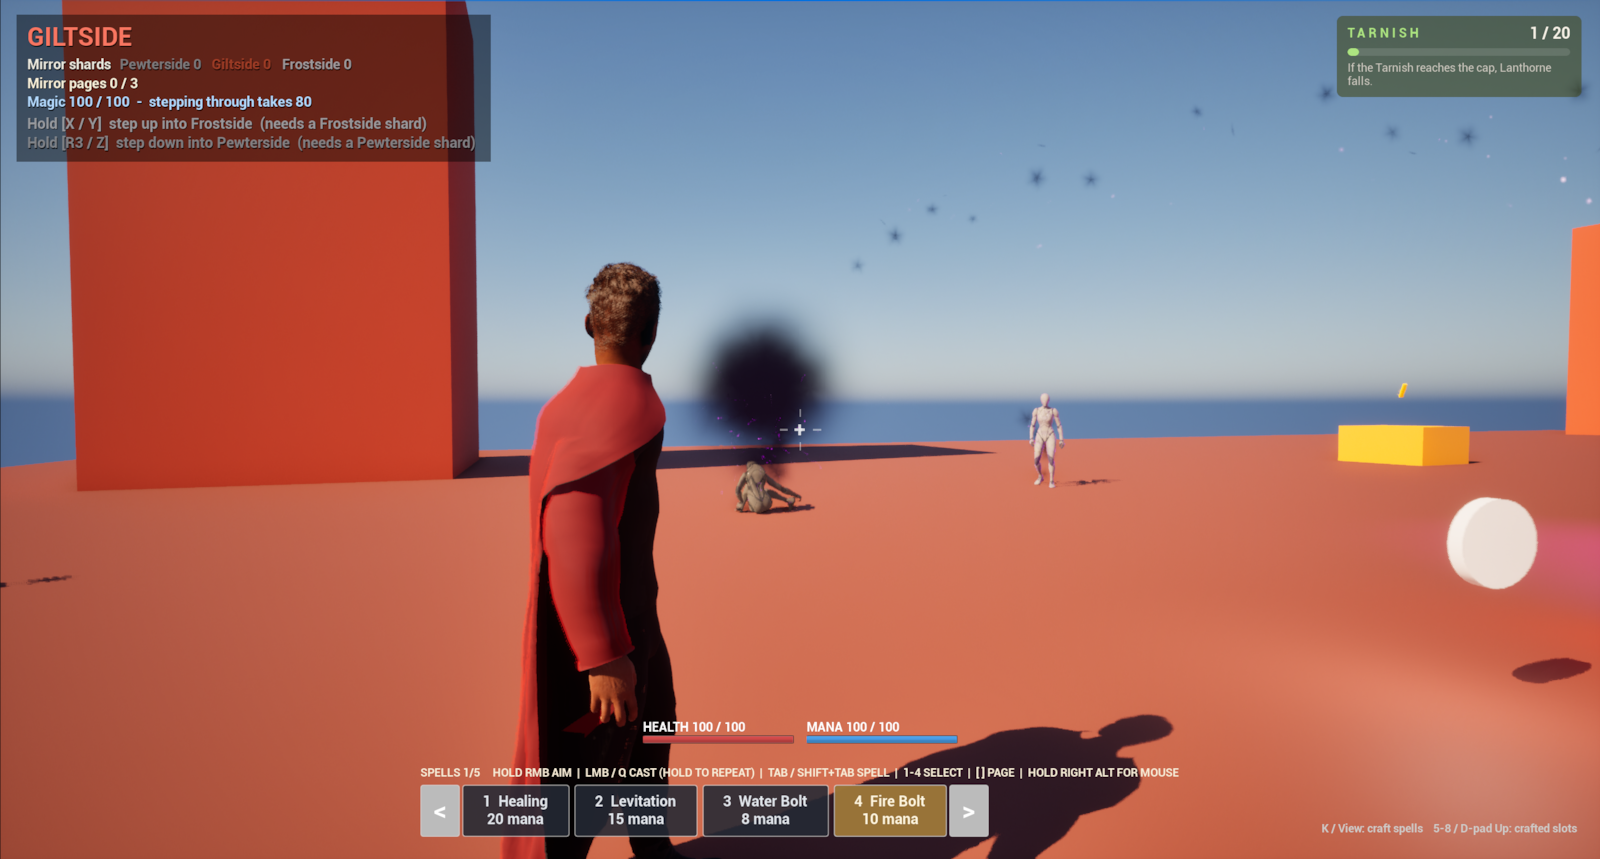 GILTSIDE
Mirror shards Pewterside 0 Giltside 0 Frostside 0
Mirror pages 0 / 3
Magic 100 / 100 - stepping through takes 80
Hold [X / Y] step up into Frostside (needs a Frostside shard)
Hold [R3 / Z] step down into Pewterside (needs a Pewterside shard)
TARNISH 1 / 20
If the Tarnish reaches the cap, Lanthorne
falls.
HEALTH 100 / 100 MANA 100 / 100
SPELLS 1/5 HOLD RMB AIM | LMB / Q CAST (HOLD TO REPEAT) | TAB / SHIFT+TAB SPELL | 1-4 SELECT | [ ] PAGE | HOLD RIGHT ALT FOR MOUSE
< 1 Healing 2 Levitation 3 Water Bolt 4 Fire Bolt >
20 mana 15 mana 8 mana 10 mana
K / View: craft spells 5-8 / D-pad Up: crafted slots